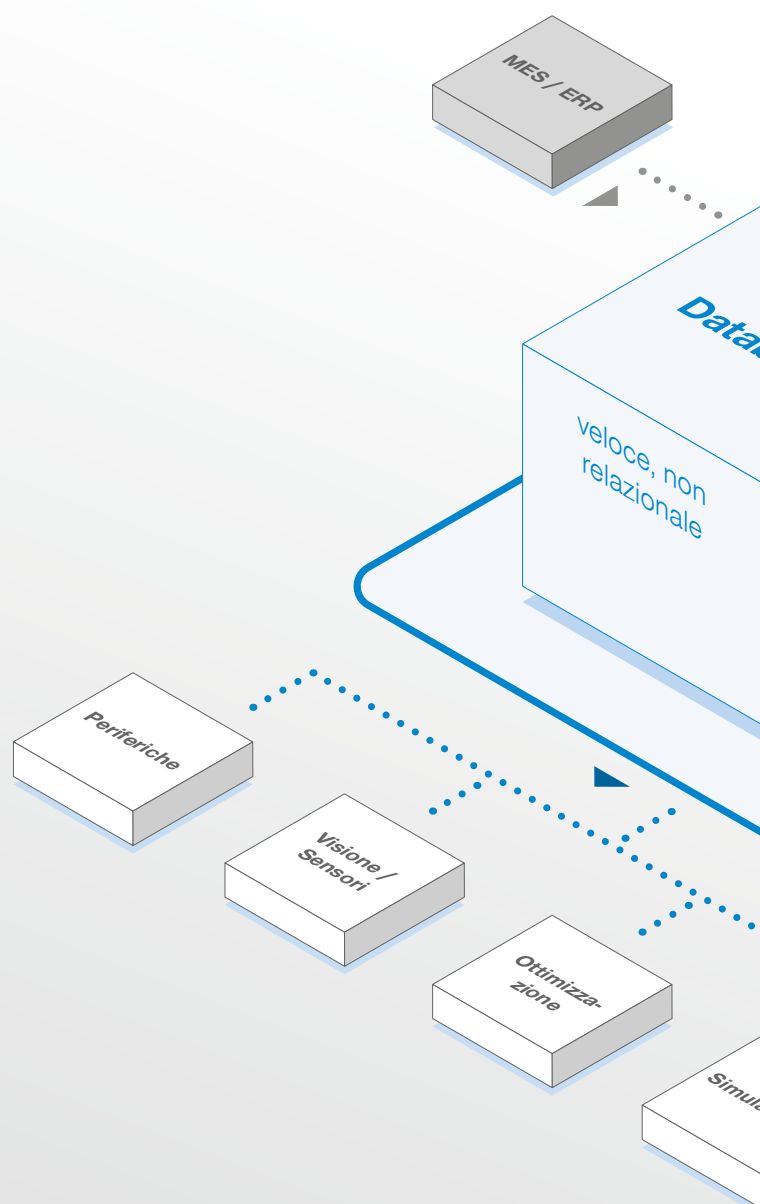 MES / ERP
veloce, non
relazionale
Periferiche
Visione /
Sensori
Ottimizza-
zione